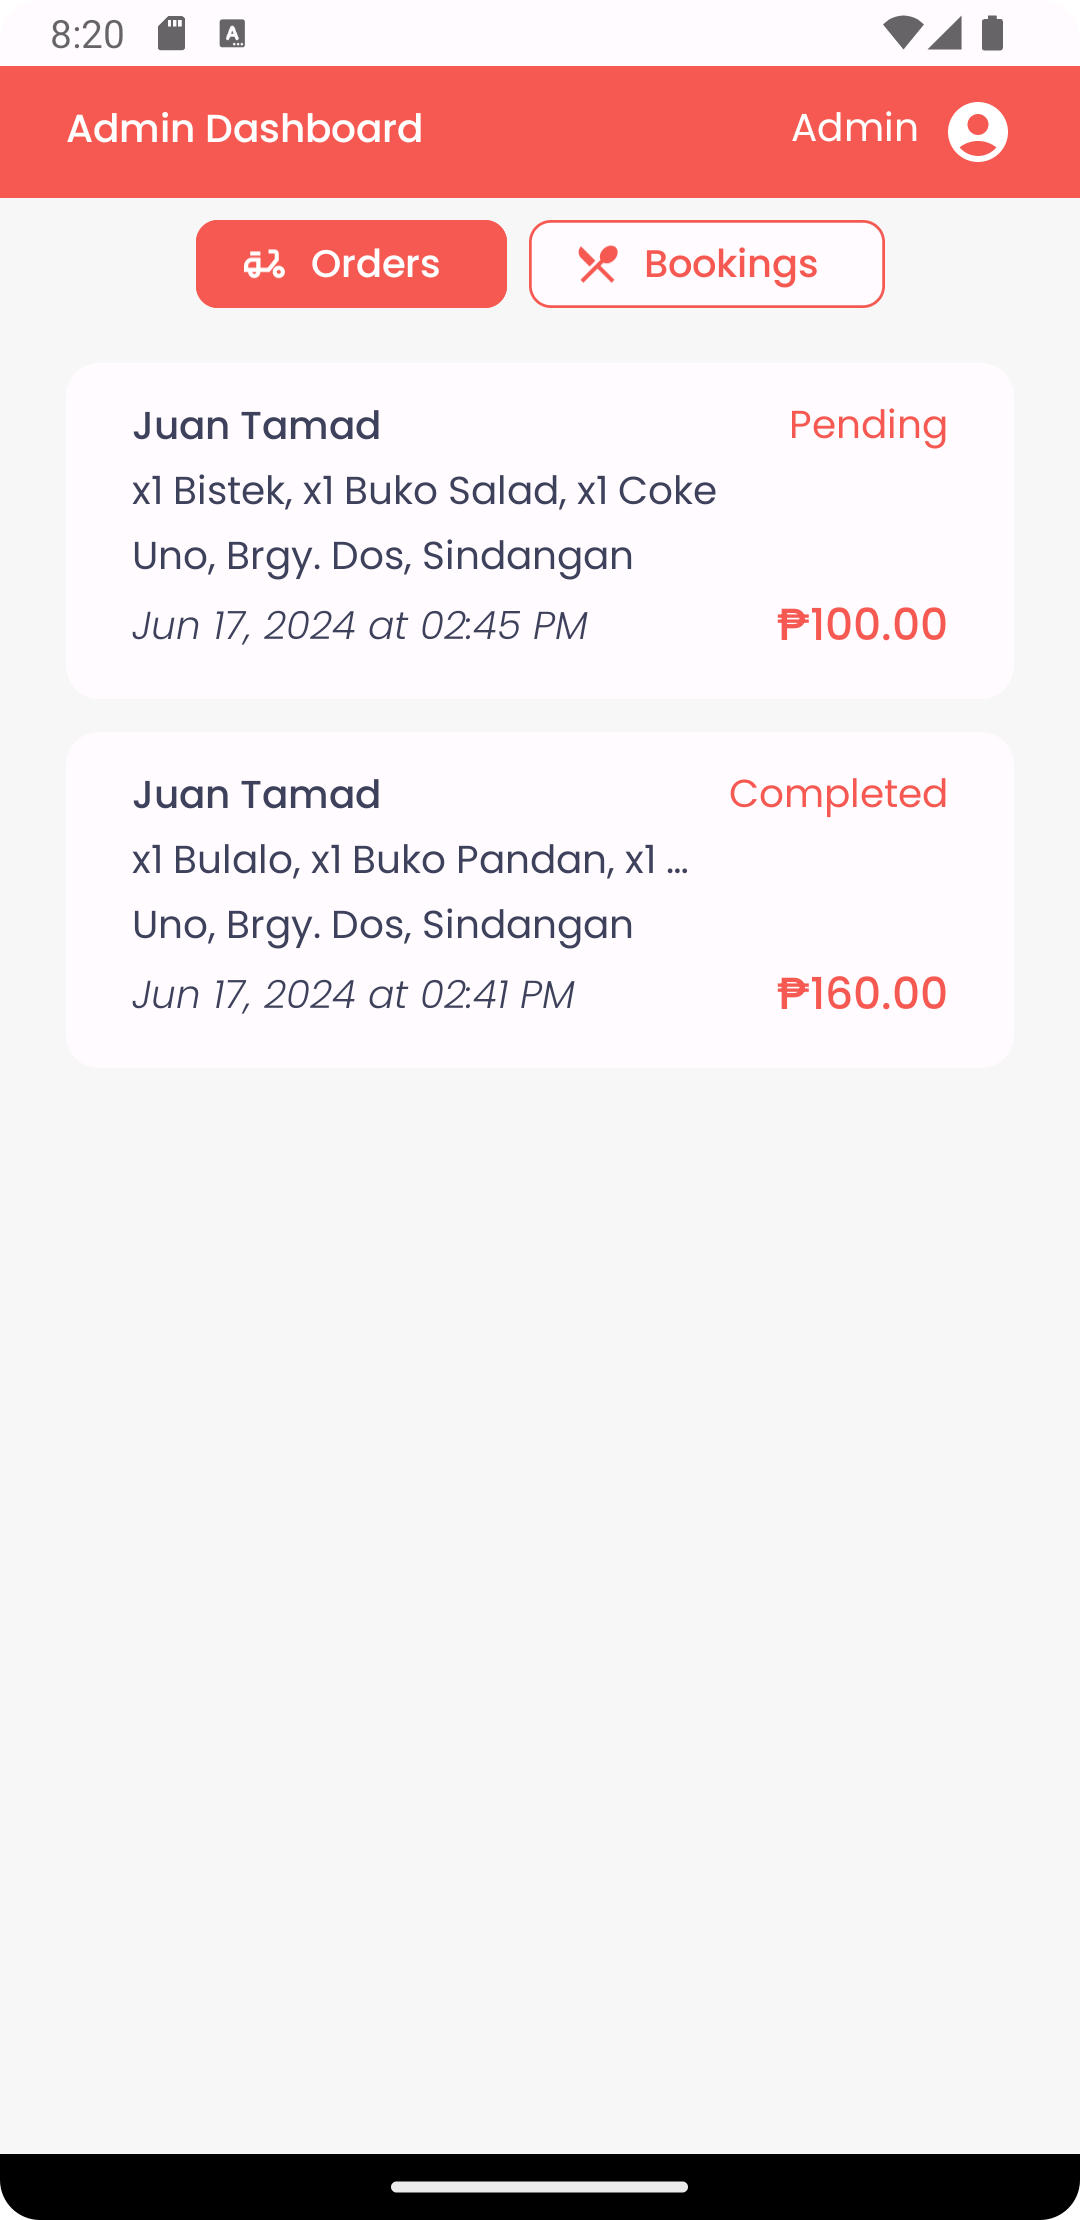 8:20
Admin Dashboard Admin
Orders Bookings
Juan Tamad Pending
x1 Bistek, x1 Buko Salad, x1 Coke
Uno, Brgy. Dos, Sindangan
Jun 17, 2024 at 02:45 PM ₱100.00
Juan Tamad Completed
x1 Bulalo, x1 Buko Pandan, x1 ...
Uno, Brgy. Dos, Sindangan
Jun 17, 2024 at 02:41 PM ₱160.00